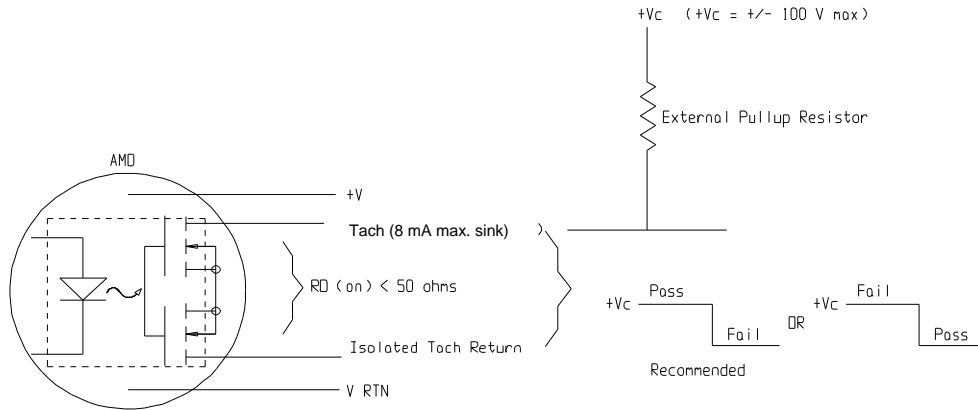 +Vc (+Vc = +/- 100 V max)
External Pullup Resistor
AMD
+V
Tach (8 mA max. sink)
RD (on) < 50 ohms
Isolated Tach Return
V RTN
+Vc Pass Fail
OR
+Vc Fail Pass
Recommended